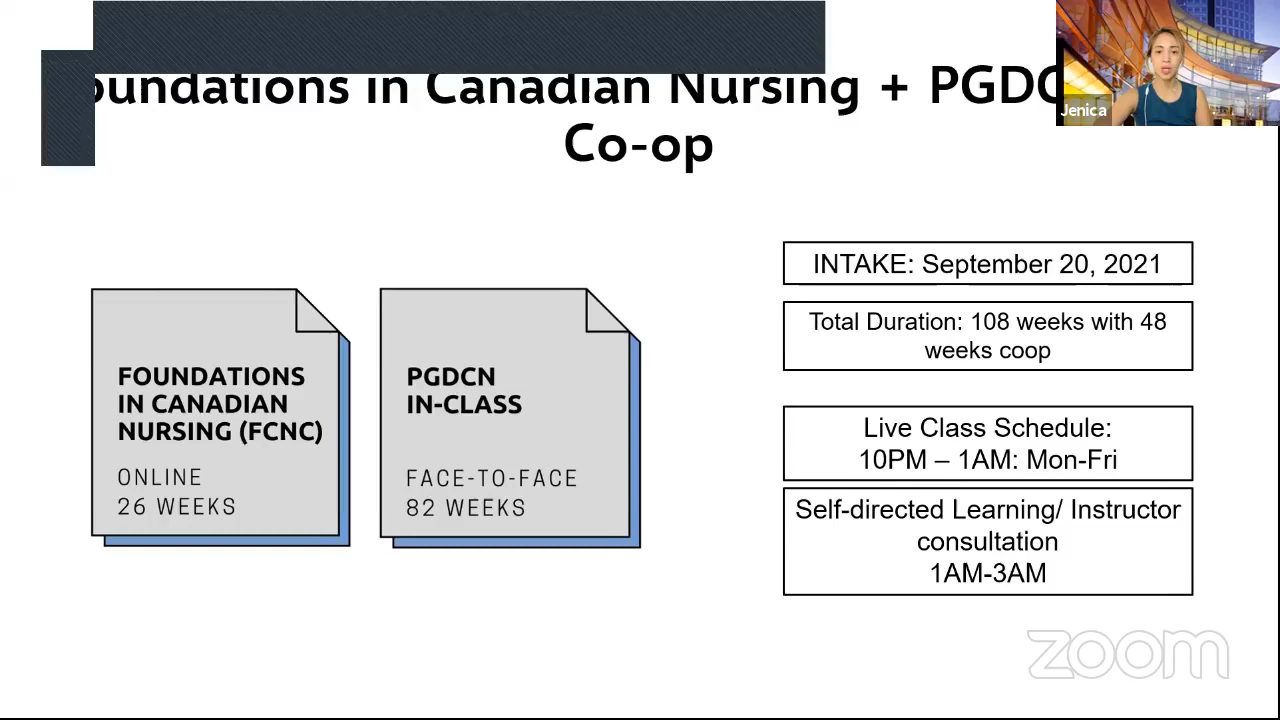 oundations in Canadian Nursing + PGDC
Co-op
Jenica
INTAKE: September 20, 2021
Total Duration: 108 weeks with 48
weeks coop
FOUNDATIONS
IN CANADIAN
NURSING (FCNC)
ONLINE
26 WEEKS
PGDCN
IN-CLASS
FACE-TO-FACE
82 WEEKS
Live Class Schedule:
10PM – 1AM: Mon-Fri
Self-directed Learning/ Instructor
consultation
1AM-3AM
zoom